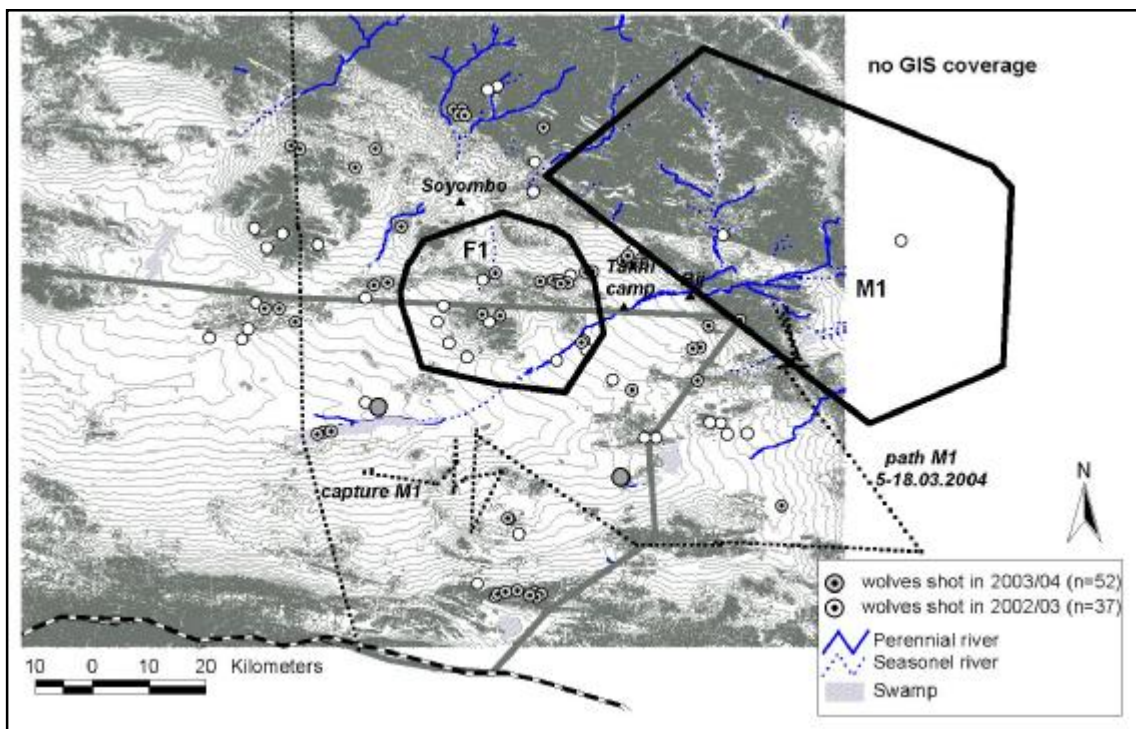 no GIS coverage
Soyombo
F1
Takhi
camp
M1
capture M1
path M1
5-18.03.2004
N
wolves shot in 2003/04 (n=52)
wolves shot in 2002/03 (n=37)
Perennial river
Seasonel river
Swamp
10 0 10 20 Kilometers